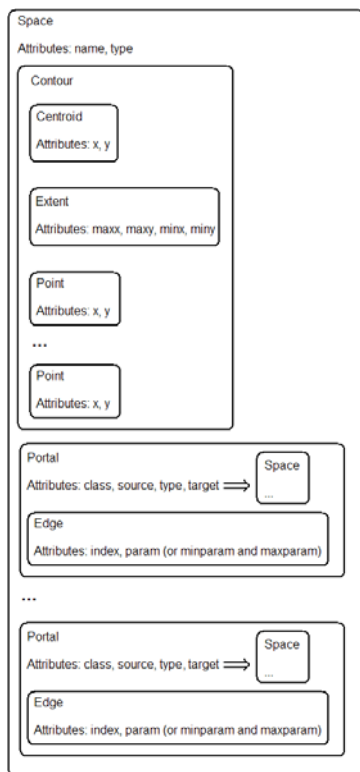 Space
Attributes: name, type
Contour
Centroid
Attributes: x, y
Extent
Attributes: maxx, maxy, minx, miny
Point
Attributes: x, y
...
Point
Attributes: x, y
Portal
Attributes: class, source, type, target ⟹
Space
...
Edge
Attributes: index, param (or minparam and maxparam)
...
Portal
Attributes: class, source, type, target ⟹
Space
...
Edge
Attributes: index, param (or minparam and maxparam)